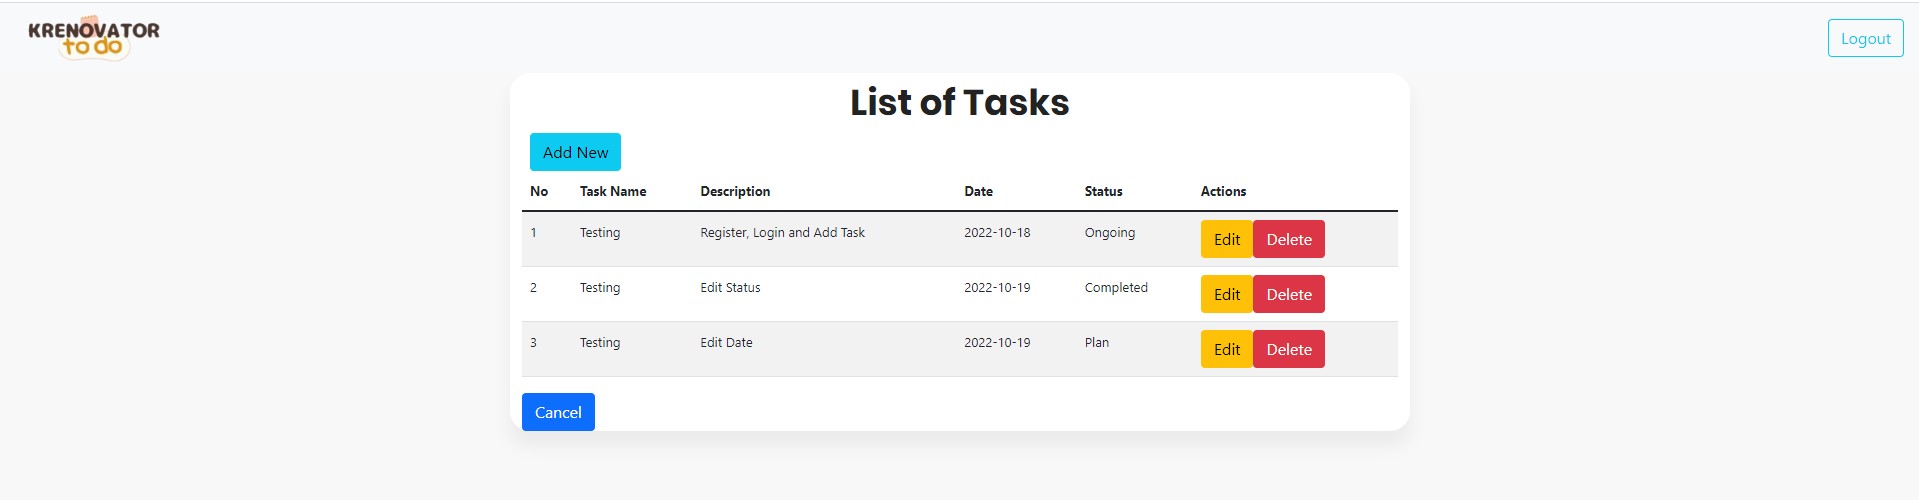 KRENOVATOR
to do
Logout
List of Tasks
Add New
No Task Name Description Date Status Actions
1 Testing Register, Login and Add Task 2022-10-18 Ongoing Edit Delete
2 Testing Edit Status 2022-10-19 Completed Edit Delete
3 Testing Edit Date 2022-10-19 Plan Edit Delete
Cancel